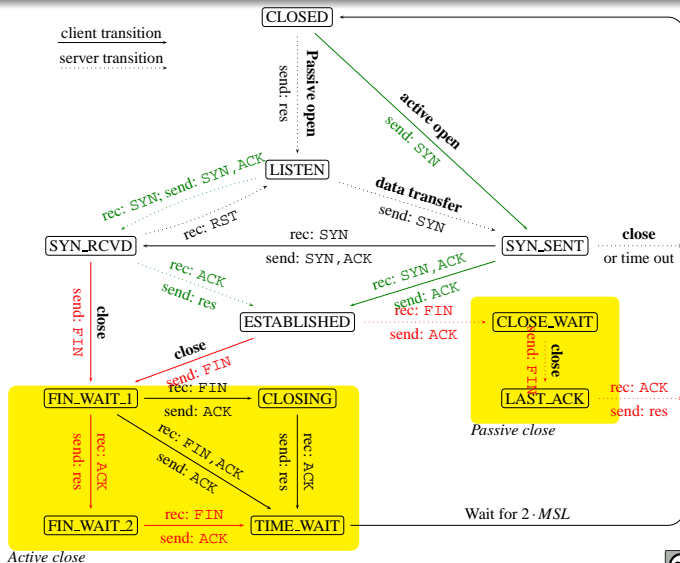 CLOSED
client transition
server transition
Passive open
send: res
active open
send: SYN
LISTEN
rec: SYN; send: SYN,ACK
rec: RST
data transfer
send: SYN
SYN_RCVD
rec: SYN
send: SYN,ACK
SYN_SENT
close
or time out
rec: ACK
send: res
rec: SYN,ACK
send: ACK
close
send: FIN
ESTABLISHED
rec: FIN
send: ACK
CLOSE_WAIT
close
send: FIN
close
send: FIN
FIN_WAIT_1
rec: FIN
send: ACK
CLOSING
LAST_ACK
rec: ACK
send: res
Passive close
rec: ACK
send: res
rec: FIN,ACK
send: ACK
rec: ACK
send: res
FIN_WAIT_2
rec: FIN
send: ACK
TIME_WAIT
Wait for 2 · MSL
Active close